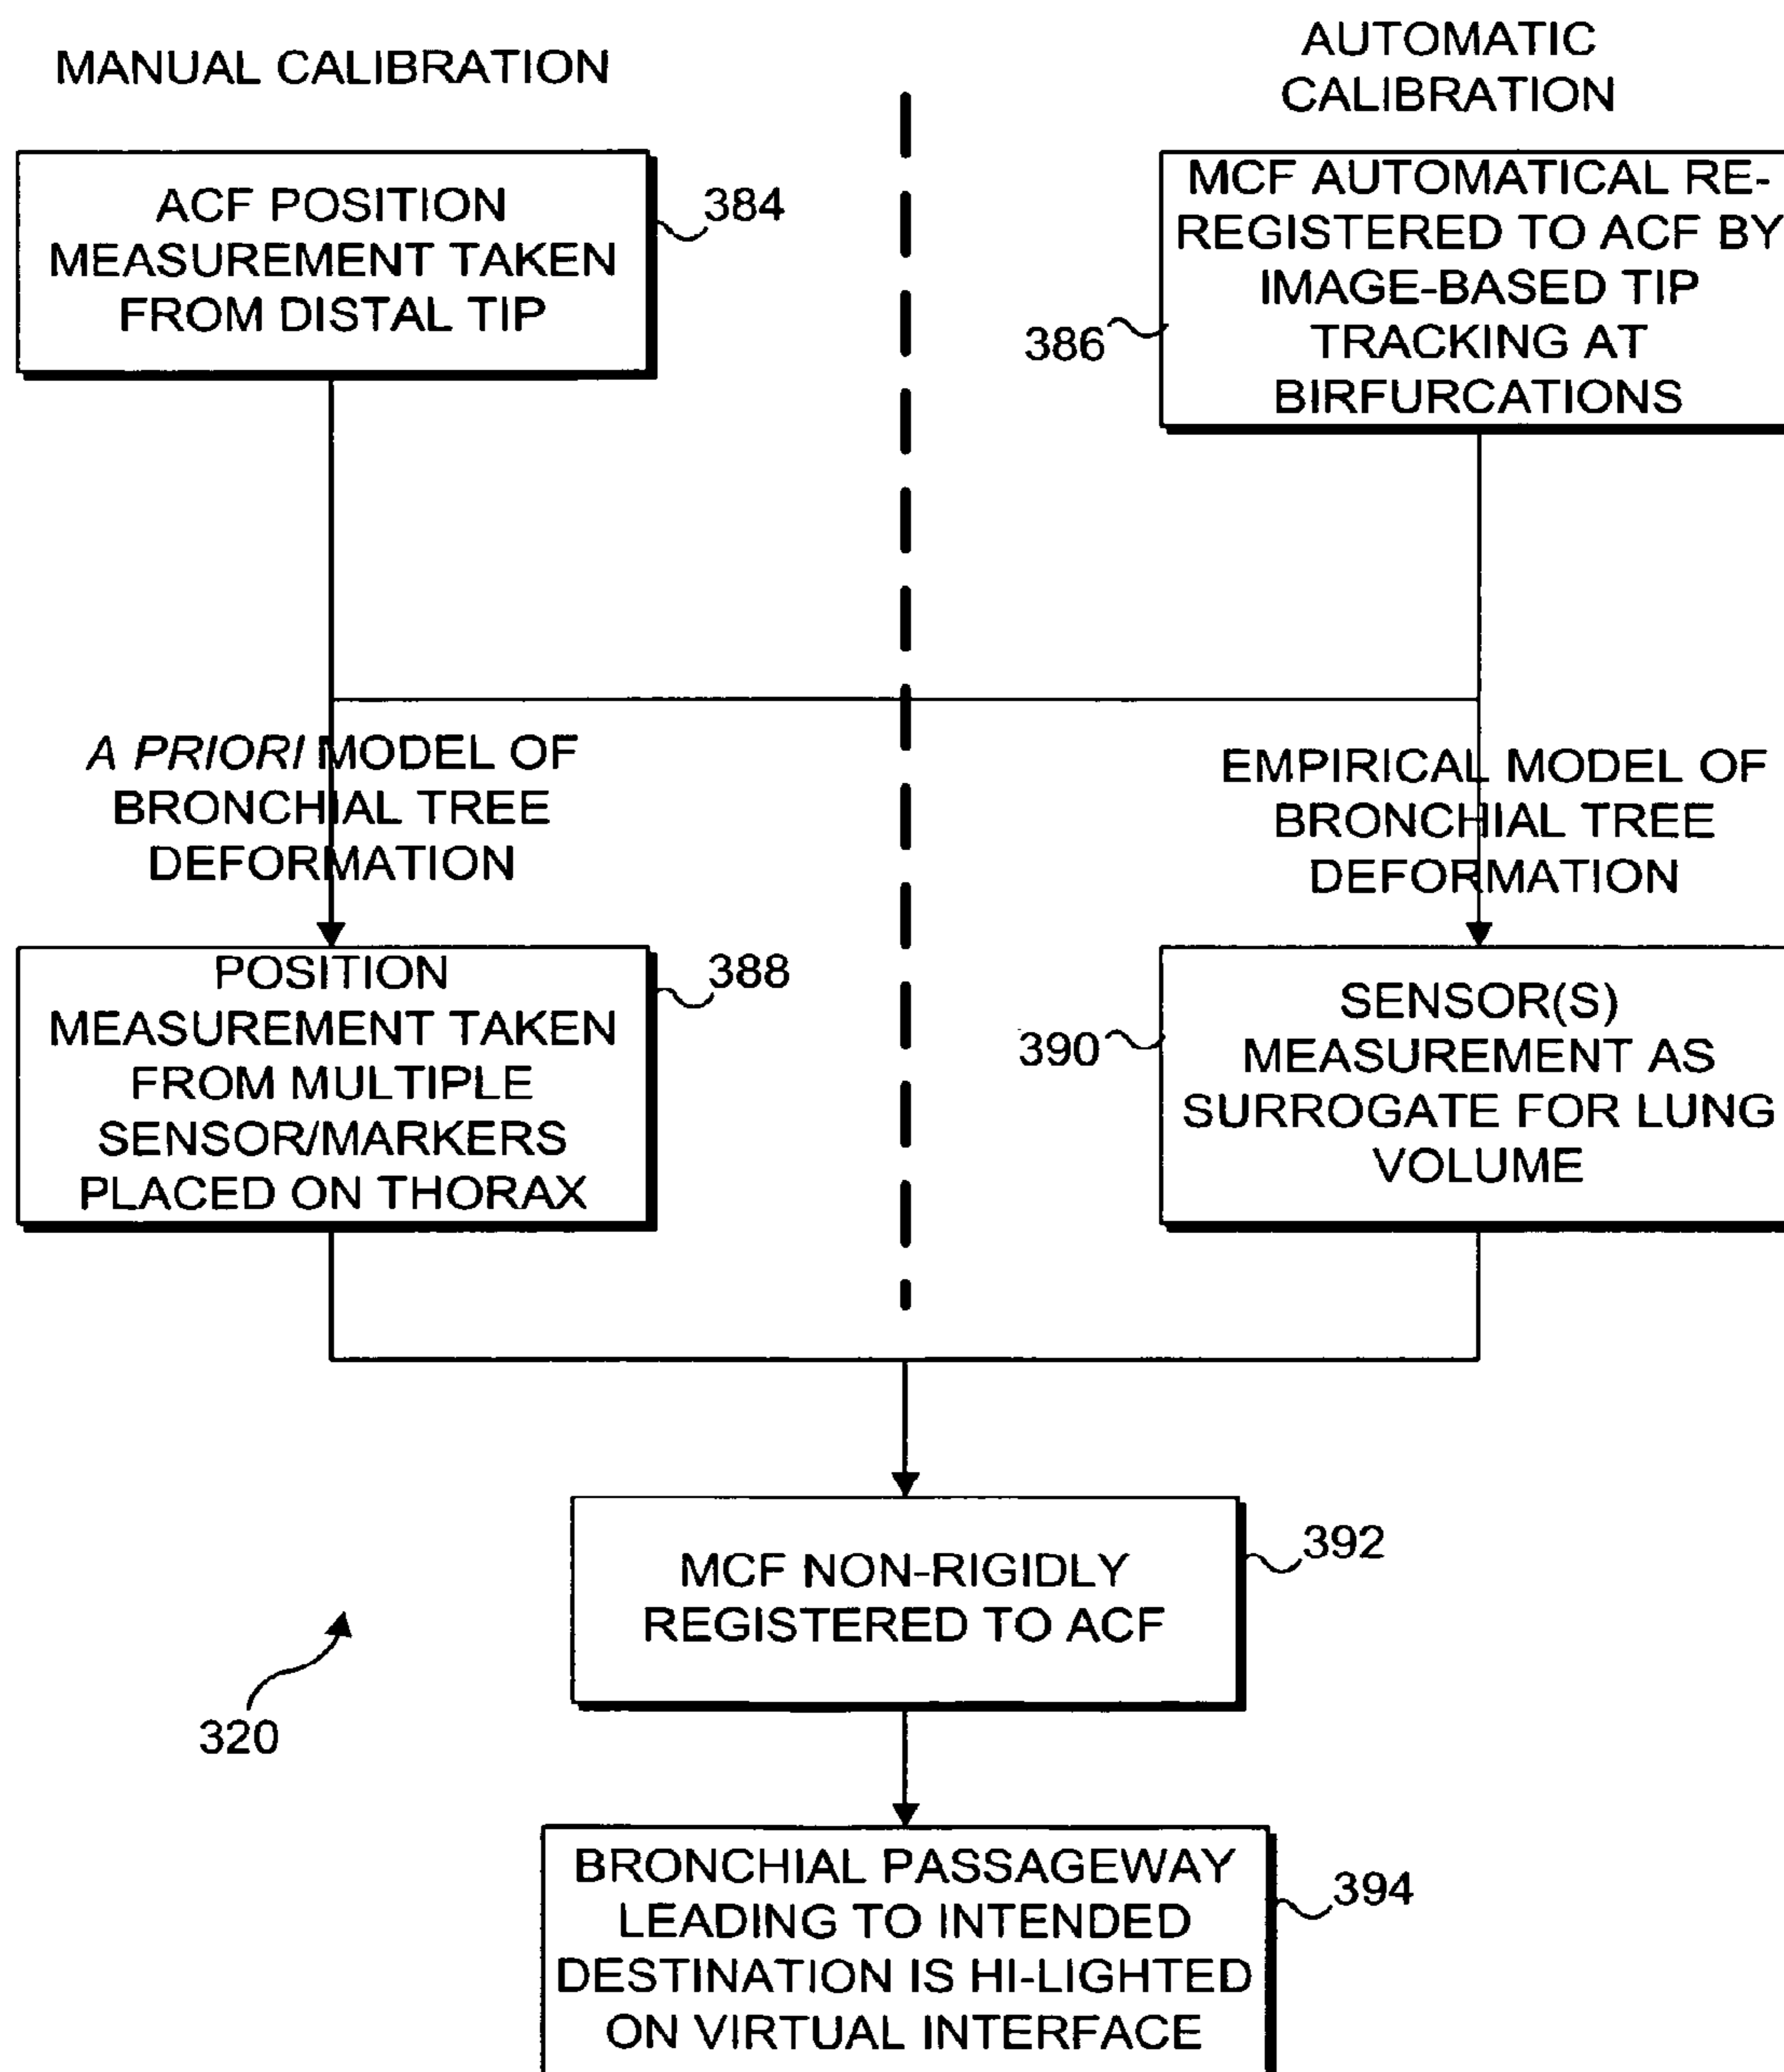 MANUAL CALIBRATION
AUTOMATIC
CALIBRATION
ACF POSITION
MEASUREMENT TAKEN
FROM DISTAL TIP
384
MCF AUTOMATICAL RE-
REGISTERED TO ACF BY
IMAGE-BASED TIP
TRACKING AT
BIRFURCATIONS
386
A PRIORI MODEL OF
BRONCHIAL TREE
DEFORMATION
EMPIRICAL MODEL OF
BRONCHIAL TREE
DEFORMATION
POSITION
MEASUREMENT TAKEN
FROM MULTIPLE
SENSOR/MARKERS
PLACED ON THORAX
388
390
SENSOR(S)
MEASUREMENT AS
SURROGATE FOR LUNG
VOLUME
MCF NON-RIGIDLY
REGISTERED TO ACF
392
320
BRONCHIAL PASSAGEWAY
LEADING TO INTENDED
DESTINATION IS HI-LIGHTED
ON VIRTUAL INTERFACE
394